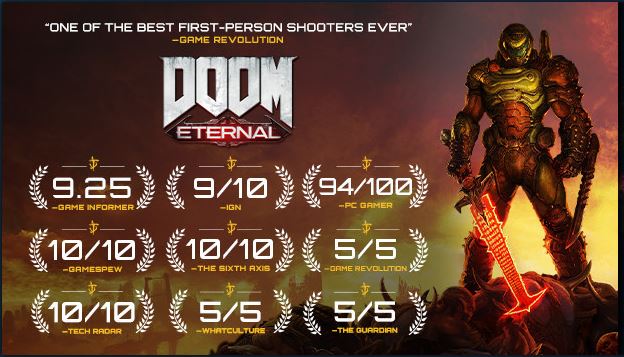 “ONE OF THE BEST FIRST-PERSON SHOOTERS EVER”
–GAME REVOLUTION
DOOM
ETERNAL
9.25
–GAME INFORMER
9/10
–IGN
94/100
–PC GAMER
10/10
–GAMESPEW
10/10
–THE SIXTH AXIS
5/5
–GAME REVOLUTION
10/10
–TECH RADAR
5/5
–WHATCULTURE
5/5
–THE GUARDIAN